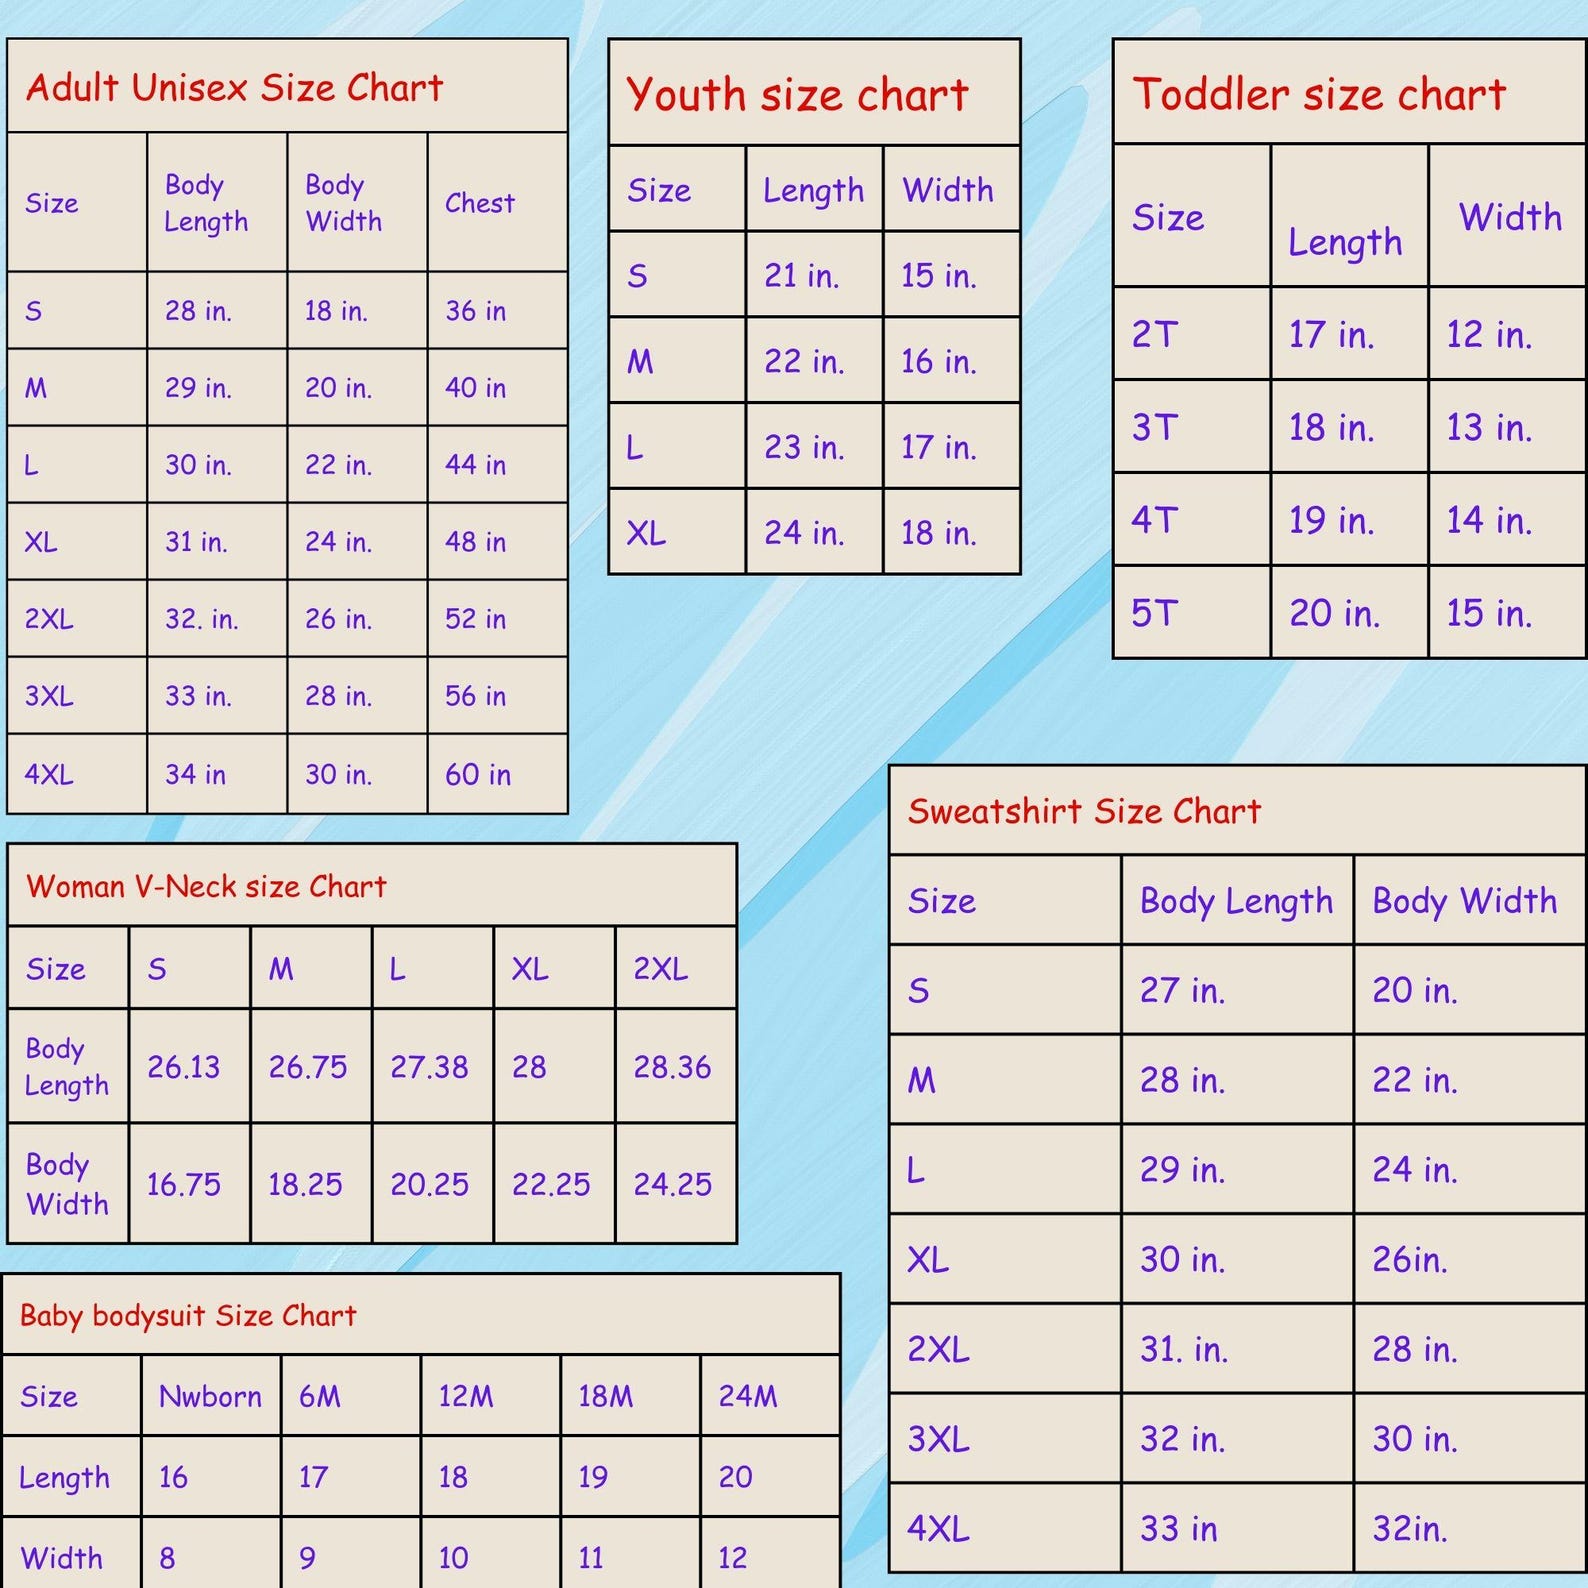 Adult Unisex Size Chart
Size Body Length Body Width Chest
S 28 in. 18 in. 36 in
M 29 in. 20 in. 40 in
L 30 in. 22 in. 44 in
XL 31 in. 24 in. 48 in
2XL 32. in. 26 in. 52 in
3XL 33 in. 28 in. 56 in
4XL 34 in 30 in. 60 in
Youth size chart
Size Length Width
S 21 in. 15 in.
M 22 in. 16 in.
L 23 in. 17 in.
XL 24 in. 18 in.
Toddler size chart
Size Length Width
2T 17 in. 12 in.
3T 18 in. 13 in.
4T 19 in. 14 in.
5T 20 in. 15 in.
Woman V-Neck size Chart
Size S M L XL 2XL
Body Length 26.13 26.75 27.38 28 28.36
Body Width 16.75 18.25 20.25 22.25 24.25
Sweatshirt Size Chart
Size Body Length Body Width
S 27 in. 20 in.
M 28 in. 22 in.
L 29 in. 24 in.
XL 30 in. 26in.
2XL 31. in. 28 in.
3XL 32 in. 30 in.
4XL 33 in 32in.
Baby bodysuit Size Chart
Size Nwborn 6M 12M 18M 24M
Length 16 17 18 19 20
Width 8 9 10 11 12